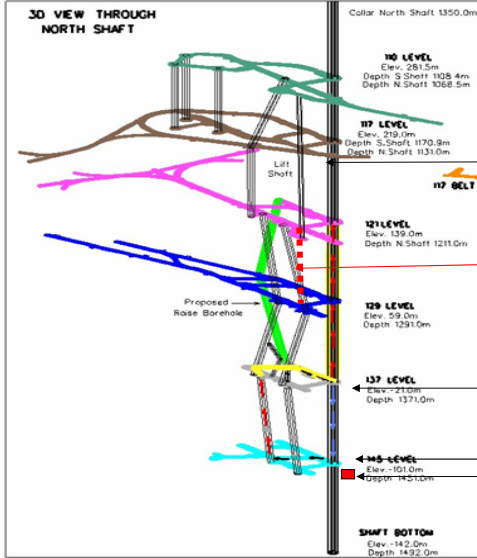 3D VIEW THROUGH
NORTH SHAFT
Collar North Shaft 1350.0m
110 LEVEL
Elev. 281.5m
Depth S.Shaft 1108.4m
Depth N.Shaft 1068.5m
117 LEVEL
Elev. 219.0m
Depth S.Shaft 1170.9m
Depth N.Shaft 1131.0m
Lift
Shaft
117 BELT
121 LEVEL
Elev. 139.0m
Depth N.Shaft 1211.0m
Proposed
Raise Borehole
129 LEVEL
Elev. 59.0m
Depth 1291.0m
137 LEVEL
Elev.-21.0m
Depth 1371.0m
145 LEVEL
Elev.-101.0m
Depth 1451.0m
SHAFT BOTTOM
Elev.-142.0m
Depth 1492.0m